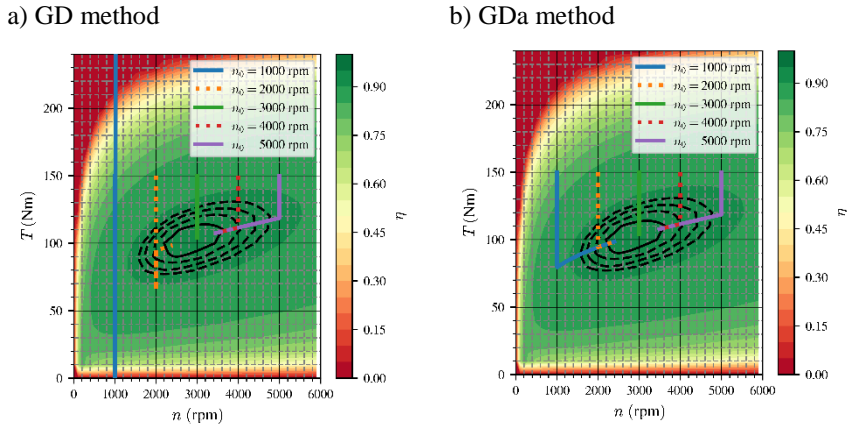 a) GD method
b) GDa method
n₀ = 1000 rpm
n₀ = 2000 rpm
n₀ = 3000 rpm
n₀ = 4000 rpm
n₀ 5000 rpm
200
150
100
50
0
T (Nm)
0 1000 2000 3000 4000 5000 6000
n (rpm)
0.90
0.75
0.60
0.45
0.30
0.15
0.00
η
n₀ = 1000 rpm
n₀ = 2000 rpm
n₀ = 3000 rpm
n₀ = 4000 rpm
n₀ 5000 rpm
200
150
100
50
0
T (Nm)
0 1000 2000 3000 4000 5000 6000
n (rpm)
0.90
0.75
0.60
0.45
0.30
0.15
0.00
η